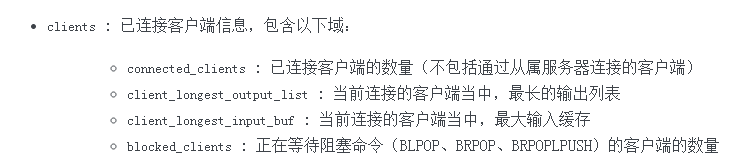 clients : 已连接客户端信息，包含以下域：
connected_clients : 已连接客户端的数量（不包括通过从属服务器连接的客户端）
client_longest_output_list : 当前连接的客户端当中，最长的输出列表
client_longest_input_buf : 当前连接的客户端当中，最大输入缓存
blocked_clients : 正在等待阻塞命令（BLPOP、BRPOP、BRPOPLPUSH）的客户端的数量